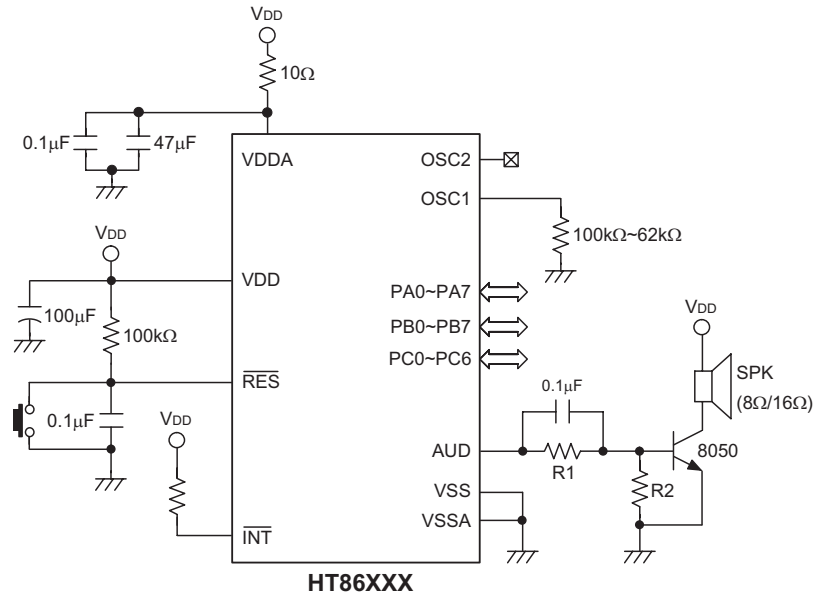 VDD
10Ω
0.1μF
47μF
VDDA
OSC2
OSC1
100kΩ~62kΩ
VDD
VDD
100μF
100kΩ
PA0~PA7
PB0~PB7
PC0~PC6
VDD
RES
0.1μF
VDD
0.1μF
SPK
(8Ω/16Ω)
AUD
R1
8050
R2
VSS
VSSA
INT
HT86XXX